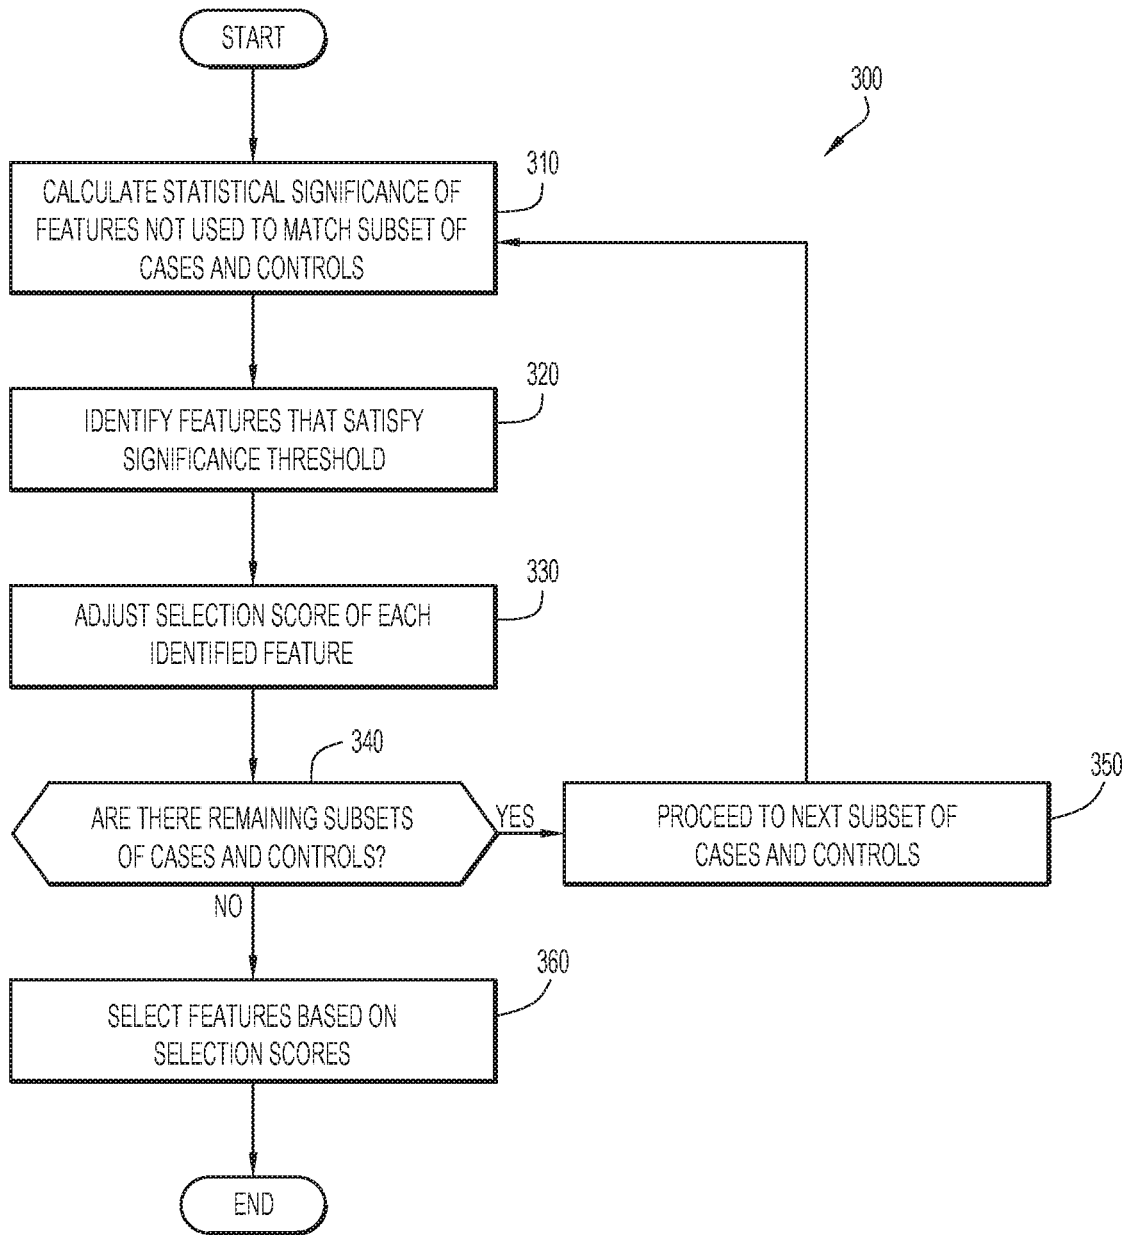 START
300
310
CALCULATE STATISTICAL SIGNIFICANCE OF
FEATURES NOT USED TO MATCH SUBSET OF
CASES AND CONTROLS
320
IDENTIFY FEATURES THAT SATISFY
SIGNIFICANCE THRESHOLD
330
ADJUST SELECTION SCORE OF EACH
IDENTIFIED FEATURE
340
ARE THERE REMAINING SUBSETS
OF CASES AND CONTROLS?
YES
350
PROCEED TO NEXT SUBSET OF
CASES AND CONTROLS
NO
360
SELECT FEATURES BASED ON
SELECTION SCORES
END